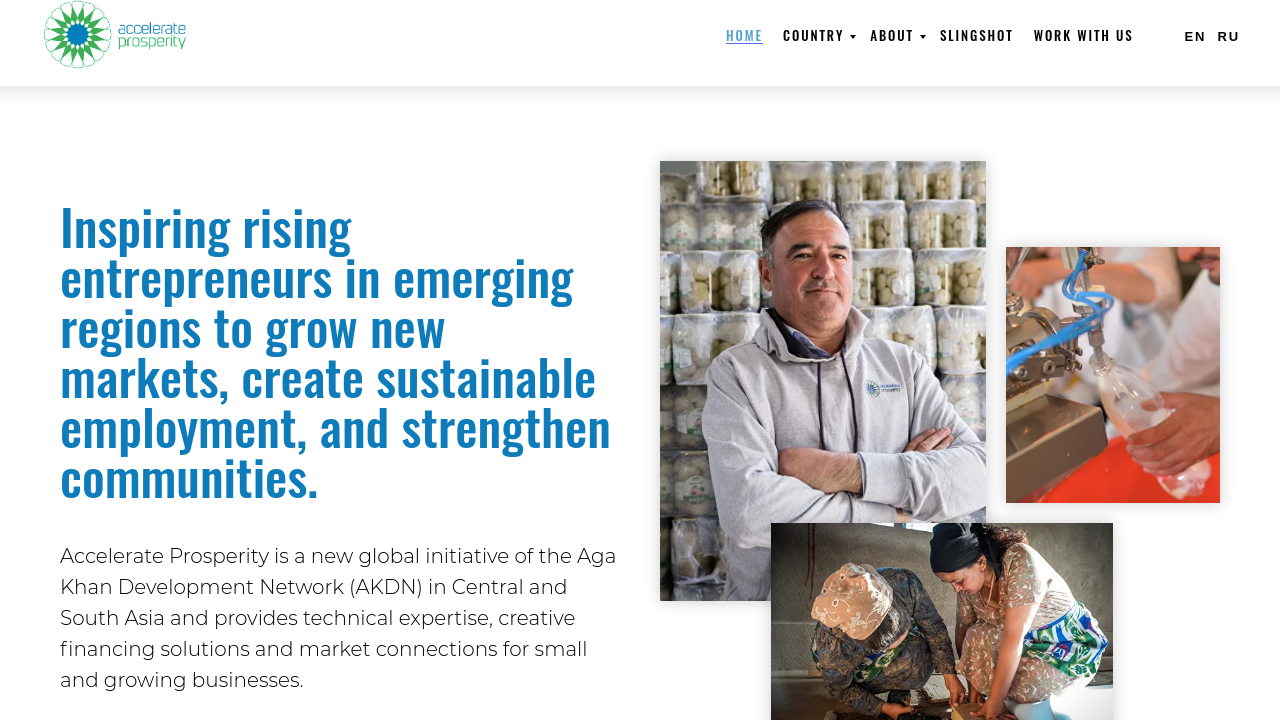 accelerate
prosperity
HOME COUNTRY ABOUT SLINGSHOT WORK WITH US EN RU
Inspiring rising
entrepreneurs in emerging
regions to grow new
markets, create sustainable
employment, and strengthen
communities.
Accelerate Prosperity is a new global initiative of the Aga
Khan Development Network (AKDN) in Central and
South Asia and provides technical expertise, creative
financing solutions and market connections for small
and growing businesses.